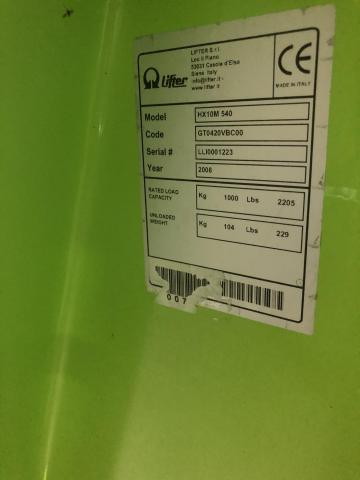 LIFTER S.r.l.
Loc Il Piano
53031 Casole d'Elsa
Siena Italy
info@lifter.it -
www.lifter.it
Lifter
CE
MADE IN ITALY
Model HX10M 540
Code GT0420VBC00
Serial # LLI0001223
Year 2006
RATED LOAD
CAPACITY
Kg 1000 Lbs 2205
UNLOADED
WEIGHT
Kg 104 Lbs 229
007